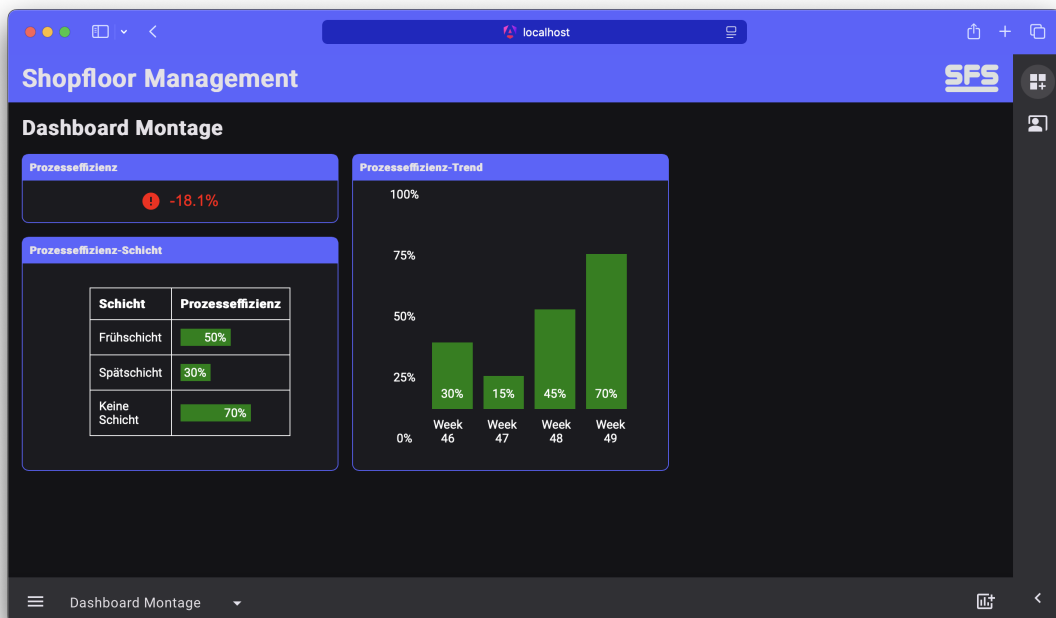 localhost
Shopfloor Management
SFS
Dashboard Montage
Prozesseffizienz
-18.1%
Prozesseffizienz-Schicht
Schicht Prozesseffizienz
Frühschicht 50%
Spätschicht 30%
Keine
Schicht
70%
Prozesseffizienz-Trend
100%
75%
50%
25%
0%
30% 15% 45% 70%
Week Week Week Week
46 47 48 49
Dashboard Montage